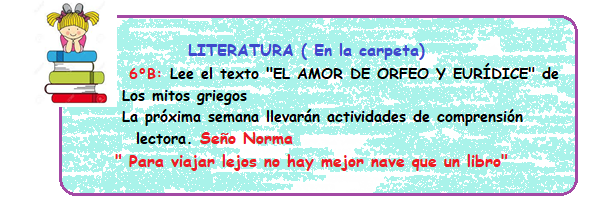 LITERATURA ( En la carpeta)
6°B: Lee el texto "EL AMOR DE ORFEO Y EURÍDICE" de
Los mitos griegos
La próxima semana llevarán actividades de comprensión
lectora. Seño Norma
" Para viajar lejos no hay mejor nave que un libro"